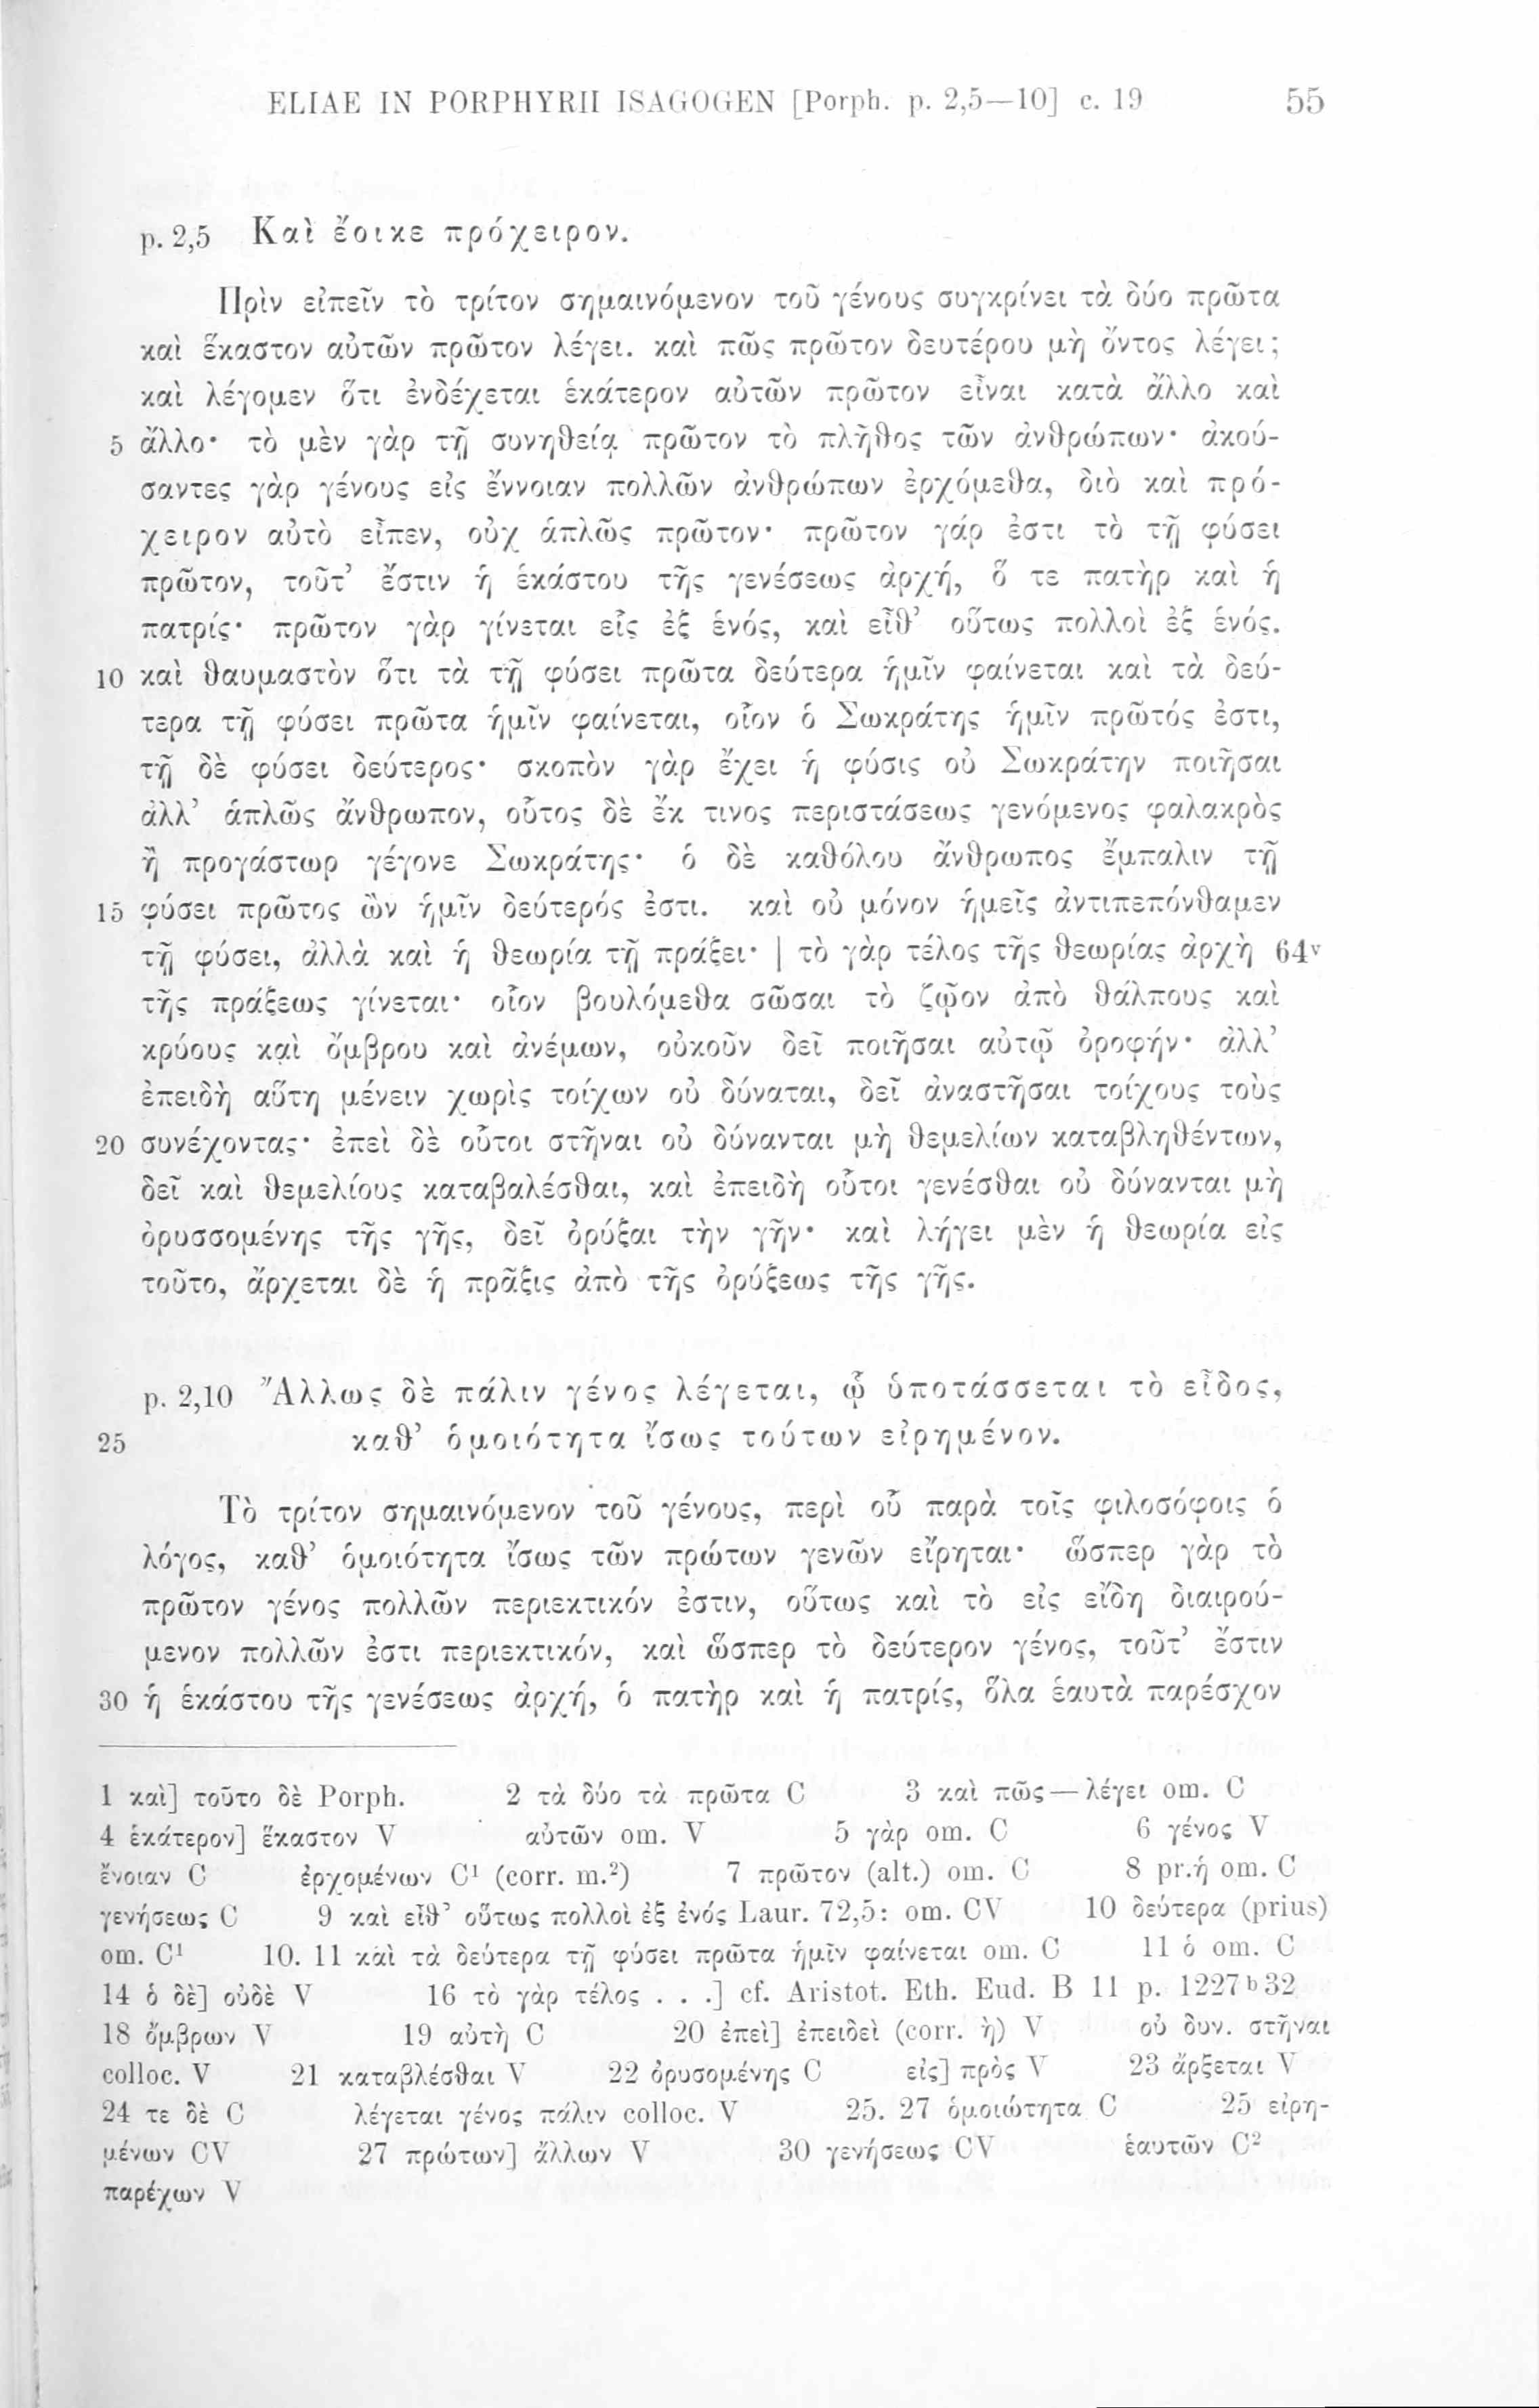 ELIAE IN PORPHYRII ISAGOGEN [Porph. p. 2,5—10] c. 19 55
p. 2,5 Καὶ ἔοικε πρόχειρον.
Πρὶν εἰπεῖν τὸ τρίτον σημαινόμενον τοῦ γένους συγκρίνει τὰ δύο πρῶτα
καὶ ἕκαστον αὐτῶν πρῶτον λέγει. καὶ πῶς πρῶτον δευτέρου μὴ ὄντος λέγει;
καὶ λέγομεν ὅτι ἐνδέχεται ἑκάτερον αὐτῶν πρῶτον εἶναι κατὰ ἄλλο καὶ
5 ἄλλο· τὸ μὲν γὰρ τῇ συνηθείᾳ πρῶτον τὸ πλῆθος τῶν ἀνθρώπων· ἀκού-
σαντες γὰρ γένους εἰς ἔννοιαν πολλῶν ἀνθρώπων ἐρχόμεθα, διὸ καὶ πρό-
χειρον αὐτὸ εἶπεν, οὐχ ἁπλῶς πρῶτον· πρῶτον γάρ ἐστι τὸ τῇ φύσει
πρῶτον, τοῦτ’ ἔστιν ἡ ἑκάστου τῆς γενέσεως ἀρχή, ὅ τε πατὴρ καὶ ἡ
πατρίς· πρῶτον γὰρ γίνεται εἷς ἐξ ἑνός, καὶ εἶθ’ οὕτως πολλοὶ ἐξ ἑνός.
10 καὶ θαυμαστὸν ὅτι τὰ τῇ φύσει πρῶτα δεύτερα ἡμῖν φαίνεται καὶ τὰ δεύ-
τερα τῇ φύσει πρῶτα ἡμῖν φαίνεται, οἷον ὁ Σωκράτης ἡμῖν πρῶτός ἐστι,
τῇ δὲ φύσει δεύτερος· σκοπὸν γὰρ ἔχει ἡ φύσις οὐ Σωκράτην ποιῆσαι
ἀλλ’ ἁπλῶς ἄνθρωπον, οὗτος δὲ ἔκ τινος περιστάσεως γενόμενος φαλακρὸς
ἢ προγάστωρ γέγονε Σωκράτης· ὁ δὲ καθόλου ἄνθρωπος ἔμπαλιν τῇ
15 φύσει πρῶτος ὢν ἡμῖν δεύτερός ἐστι. καὶ οὐ μόνον ἡμεῖς ἀντιπεπόνθαμεν
τῇ φύσει, ἀλλὰ καὶ ἡ θεωρία τῇ πράξει· | τὸ γὰρ τέλος τῆς θεωρίας ἀρχὴ 64v
τῆς πράξεως γίνεται· οἷον βουλόμεθα σῶσαι τὸ ζῷον ἀπὸ θάλπους καὶ
κρύους καὶ ὄμβρου καὶ ἀνέμων, οὐκοῦν δεῖ ποιῆσαι αὐτῷ ὀροφήν· ἀλλ’
ἐπειδὴ αὕτη μένειν χωρὶς τοίχων οὐ δύναται, δεῖ ἀναστῆσαι τοίχους τοὺς
20 συνέχοντας· ἐπεὶ δὲ οὗτοι στῆναι οὐ δύνανται μὴ θεμελίων καταβληθέντων,
δεῖ καὶ θεμελίους καταβαλέσθαι, καὶ ἐπειδὴ οὗτοι γενέσθαι οὐ δύνανται μὴ
ὀρυσσομένης τῆς γῆς, δεῖ ὀρύξαι τὴν γῆν· καὶ λήγει μὲν ἡ θεωρία εἰς
τοῦτο, ἄρχεται δὲ ἡ πρᾶξις ἀπὸ τῆς ὀρύξεως τῆς γῆς.
p. 2,10 Ἄλλως δὲ πάλιν γένος λέγεται, ᾧ ὑποτάσσεται τὸ εἶδος,
25 καθ’ ὁμοιότητα ἴσως τούτων εἰρημένον.
Τὸ τρίτον σημαινόμενον τοῦ γένους, περὶ οὗ παρὰ τοῖς φιλοσόφοις ὁ
λόγος, καθ’ ὁμοιότητα ἴσως τῶν πρώτων γενῶν εἴρηται· ὥσπερ γὰρ τὸ
πρῶτον γένος πολλῶν περιεκτικόν ἐστιν, οὕτως καὶ τὸ εἰς εἴδη διαιρού-
μενον πολλῶν ἐστι περιεκτικόν, καὶ ὥσπερ τὸ δεύτερον γένος, τοῦτ’ ἔστιν
30 ἡ ἑκάστου τῆς γενέσεως ἀρχή, ὁ πατὴρ καὶ ἡ πατρίς, ὅλα ἑαυτὰ παρέσχον
1 καὶ] τοῦτο δὲ Porph. 2 τὰ δύο τὰ πρῶτα C 3 καὶ πῶς — λέγει om. C
4 ἑκάτερον] ἕκαστον V αὐτῶν om. V 5 γὰρ om. C 6 γένος V
ἔνοιαν C ἐρχομένων C¹ (corr. m.²) 7 πρῶτον (alt.) om. C 8 pr. ἡ om. C
γενήσεως C 9 καὶ εἶθ’ οὕτως πολλοὶ ἐξ ἑνός Laur. 72,5: om. CV 10 δεύτερα (prius)
om. C¹ 10. 11 καὶ τὰ δεύτερα τῇ φύσει πρῶτα ἡμῖν φαίνεται om. C 11 ὁ om. C
14 ὁ δὲ] οὐδὲ V 16 τὸ γὰρ τέλος . . .] cf. Aristot. Eth. Eud. B 11 p. 1227b32
18 ὄμβρων V 19 αὐτὴ C 20 ἐπεὶ] ἐπειδεὶ (corr. ὴ) V οὐ δυν. στῆναι
colloc. V 21 καταβλέσθαι V 22 ὀρυσομένης C εἰς] πρὸς V 23 ἄρξεται V
24 τε δὲ C λέγεται γένος πάλιν colloc. V 25. 27 ὁμοιώτητα C 25 εἰρη-
μένων CV 27 πρώτων] ἄλλων V 30 γενήσεως CV ἑαυτῶν C²
παρέχων V